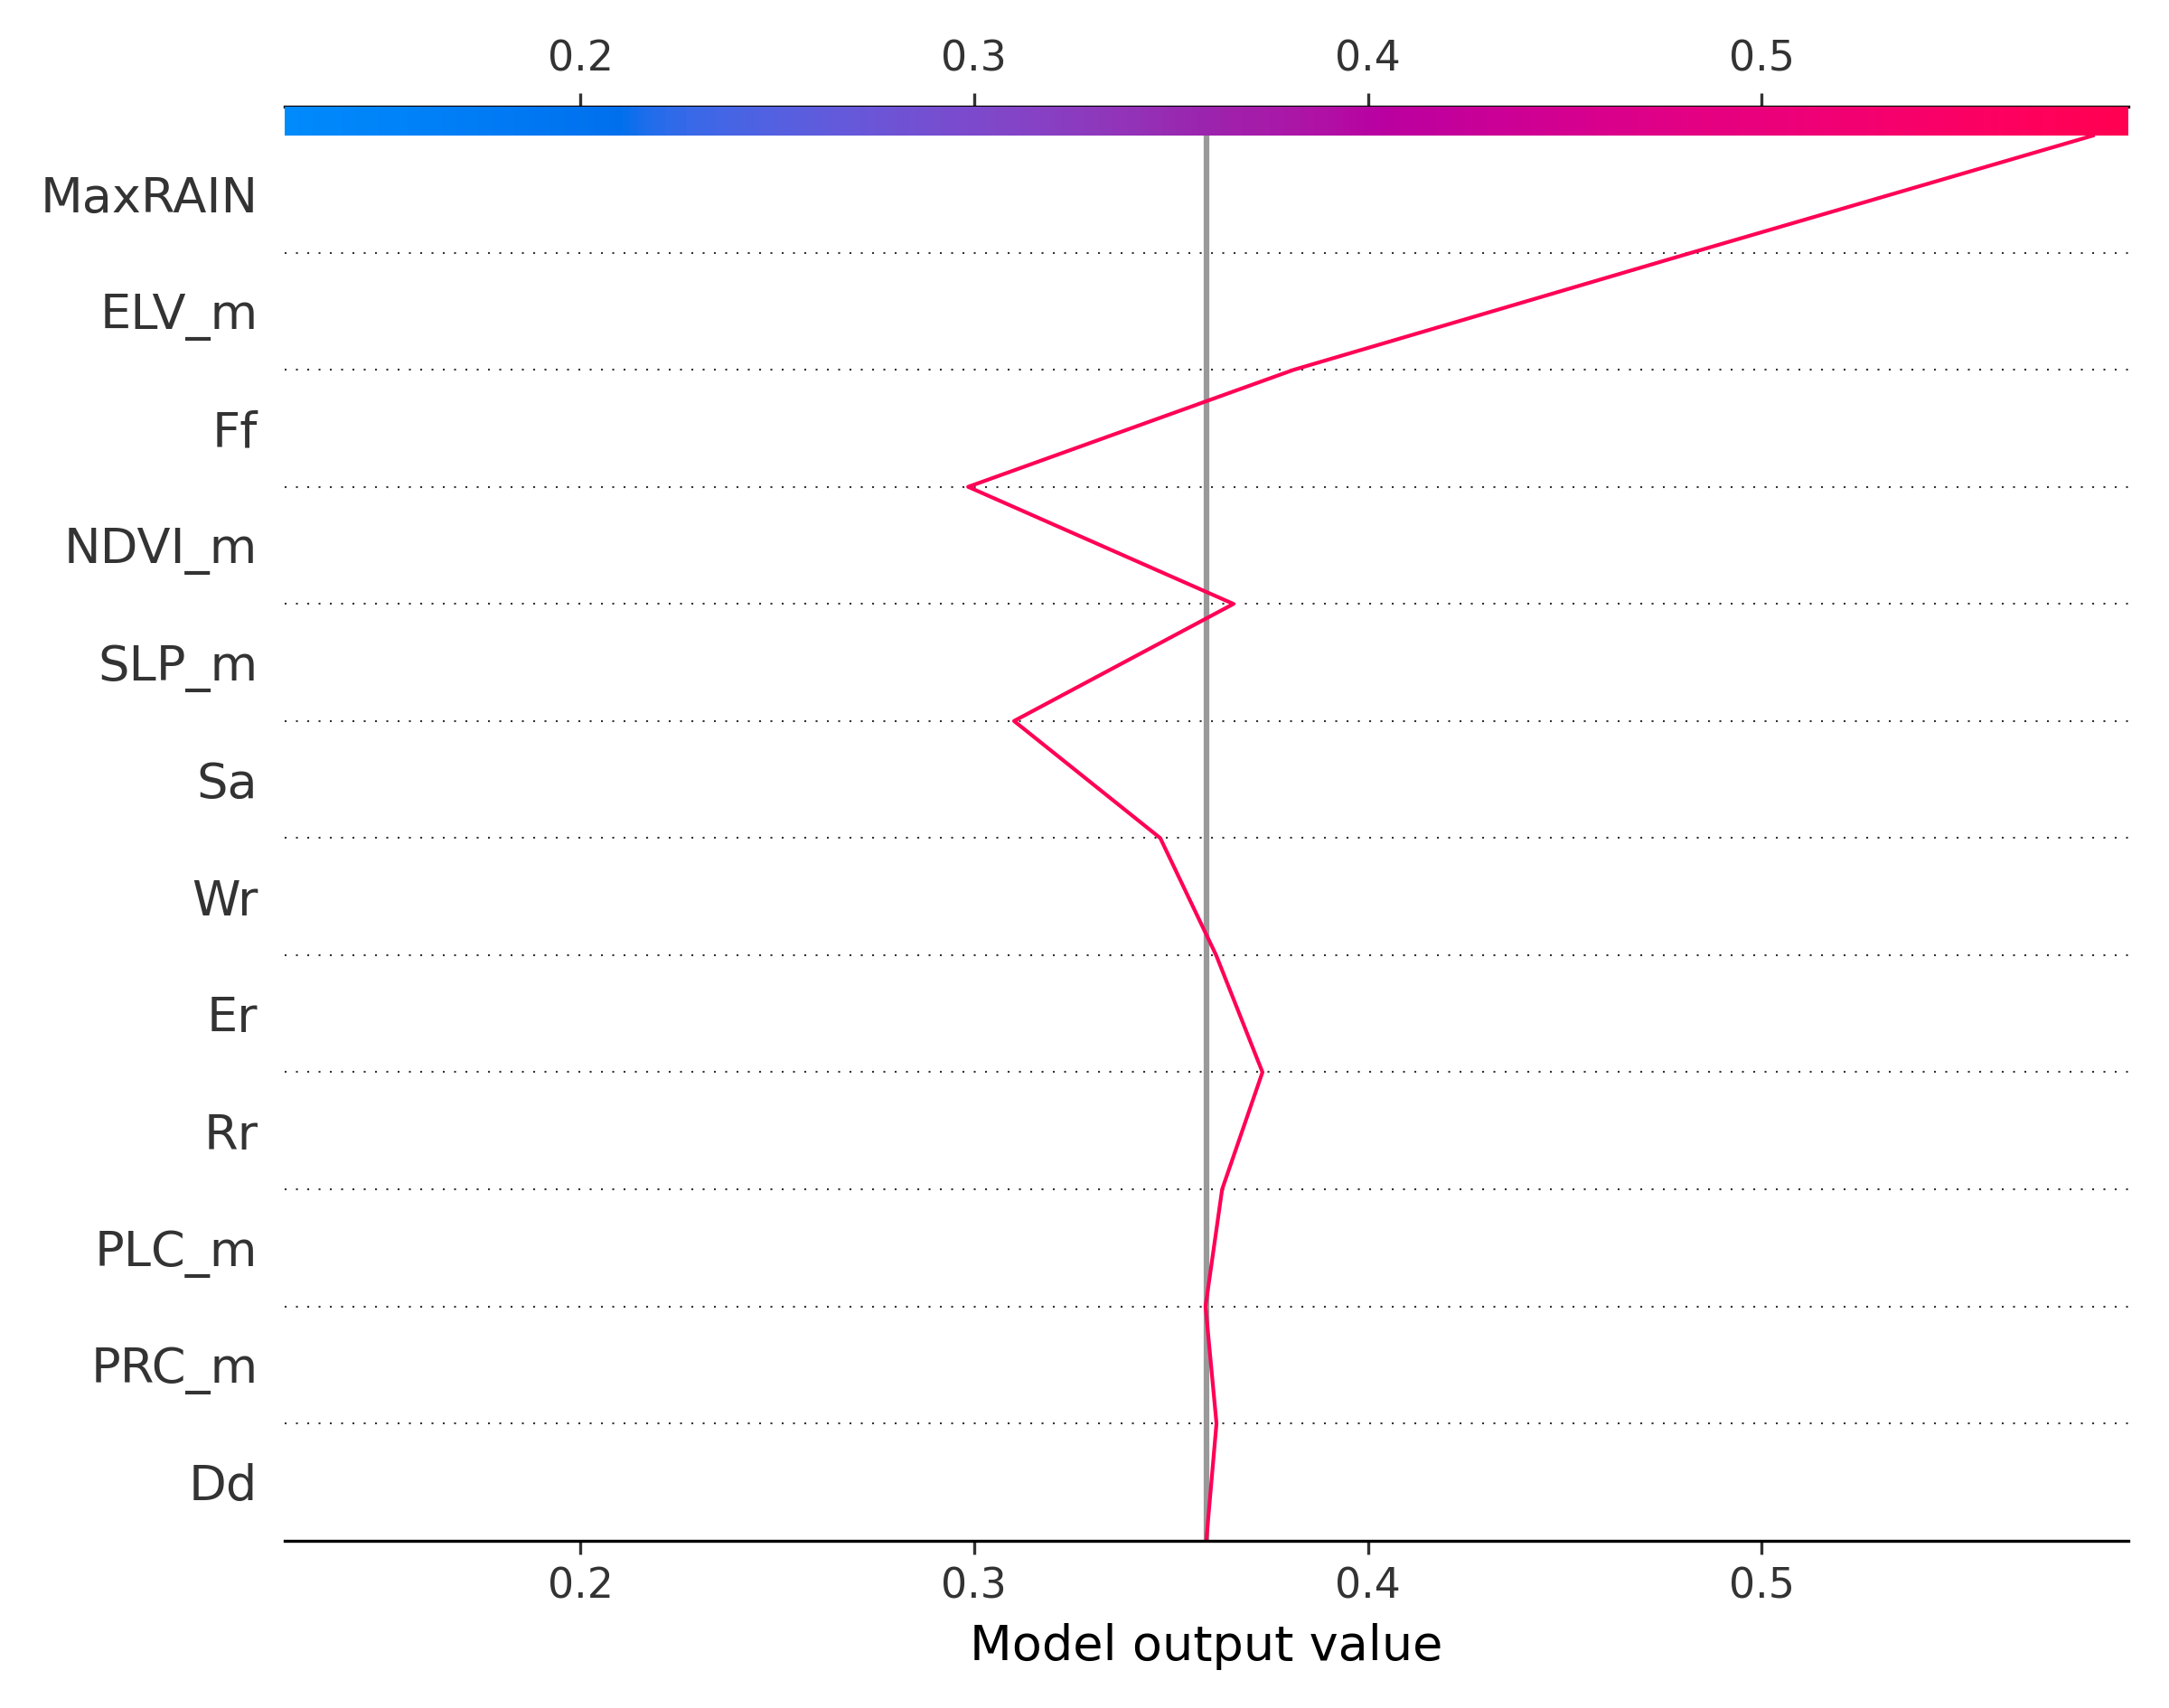 0.2 0.3 0.4 0.5
MaxRAIN
ELV_m
Ff
NDVI_m
SLP_m
Sa
Wr
Er
Rr
PLC_m
PRC_m
Dd
0.2 0.3 0.4 0.5
Model output value